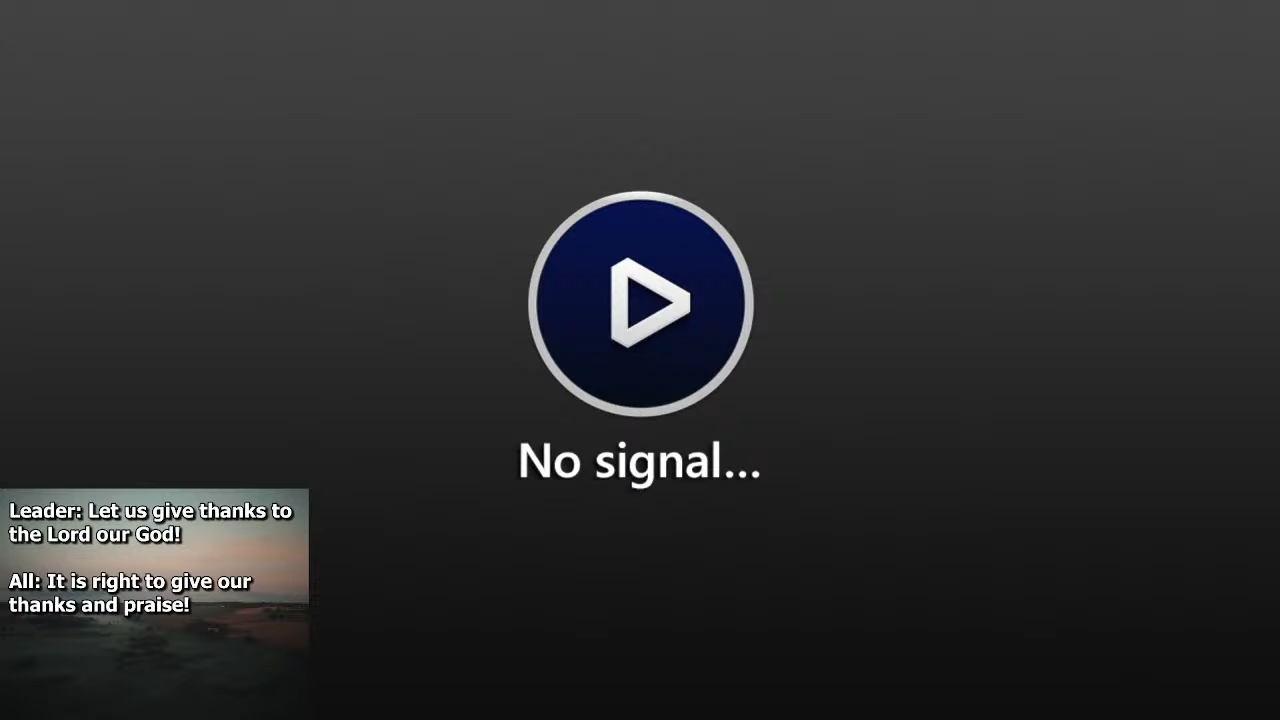 No signal...
Leader: Let us give thanks to
the Lord our God!
All: It is right to give our
thanks and praise!